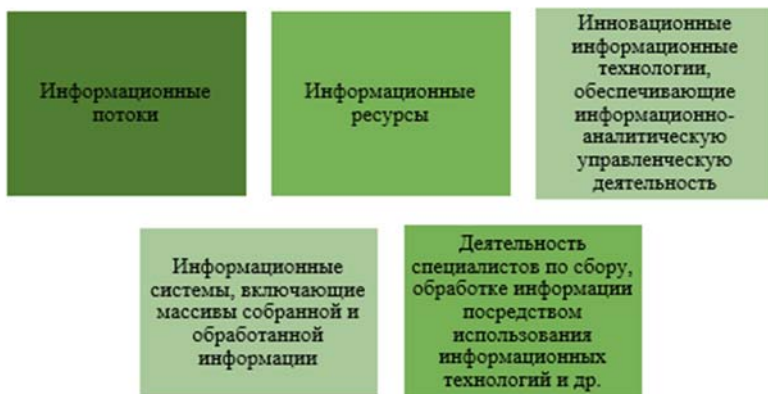 Информационные
потоки
Информационные
ресурсы
Инновационные
информационные
технологии,
обеспечивающие
информационно-
аналитическую
управленческую
деятельность
Информационные
системы, включающие
массивы собранной и
обработанной
информации
Деятельность
специалистов по сбору,
обработке информации
посредством
использования
информационных
технологий и др.